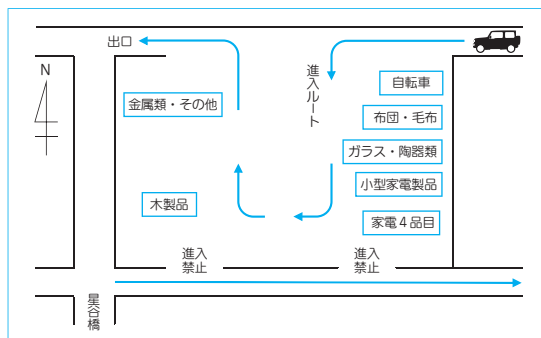 出口
N
進入ルート
自転車
金属類・その他
布団・毛布
ガラス・陶器類
小型家電製品
木製品
家電4品目
進入
禁止
進入
禁止
星谷橋